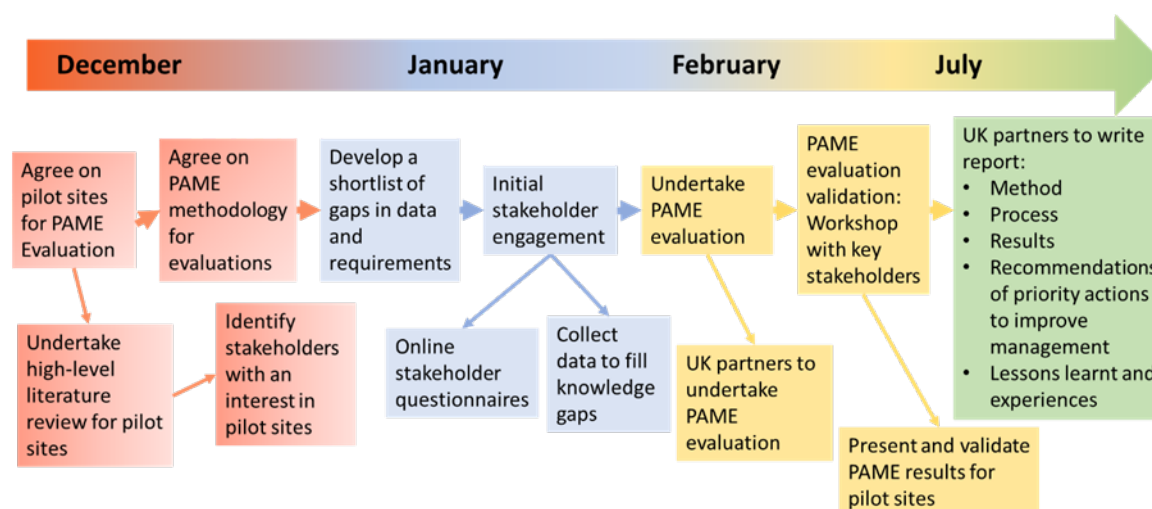 December
January
February
July
Agree on
pilot sites
for PAME
Evaluation
Agree on
PAME
methodology
for
evaluations
Develop a
shortlist of
gaps in data
and
requirements
Initial
stakeholder
engagement
Undertake
PAME
evaluation
PAME
evaluation
validation:
Workshop
with key
stakeholders
UK partners to write
report:
• Method
• Process
• Results
• Recommendations
of priority actions
to improve
management
• Lessons learnt and
experiences
Undertake
high-level
literature
review for pilot
sites
Identify
stakeholders
with an
interest in
pilot sites
Online
stakeholder
questionnaires
Collect
data to fill
knowledge
gaps
UK partners to
undertake
PAME
evaluation
Present and validate
PAME results for
pilot sites